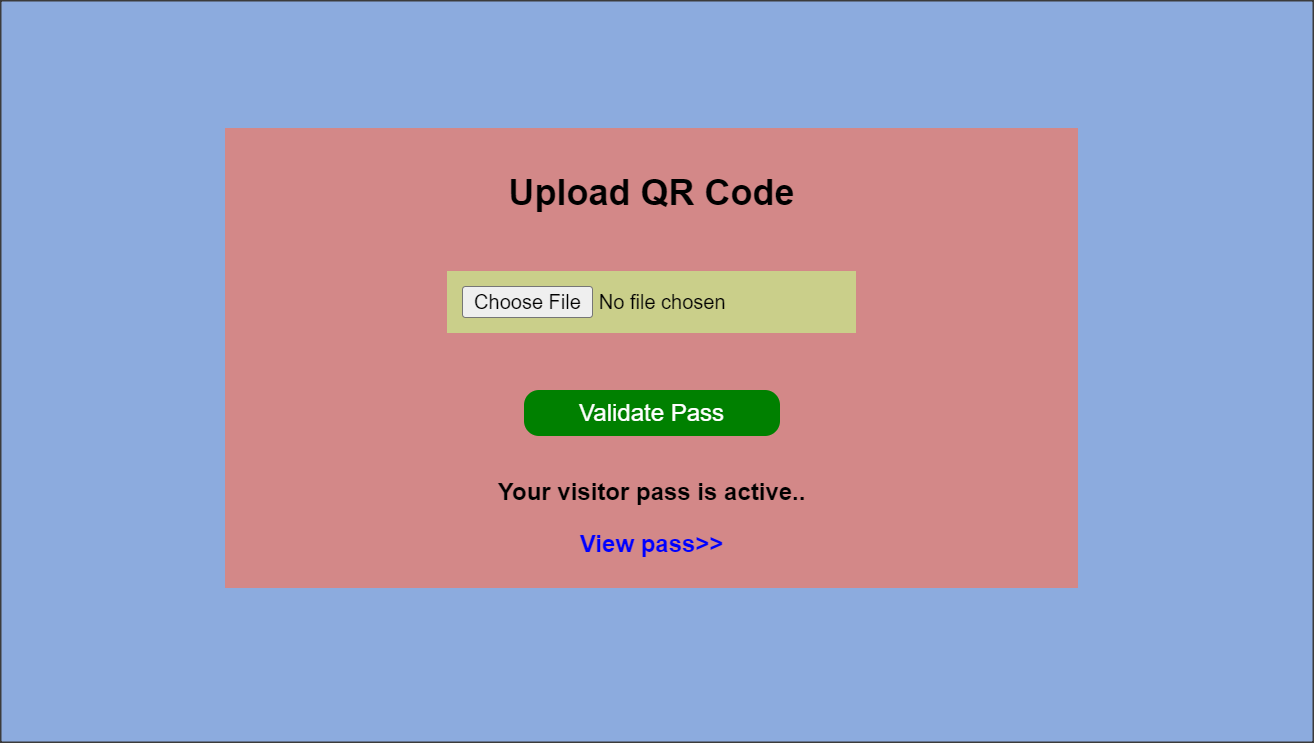 Upload QR Code
Choose File No file chosen
Validate Pass
Your visitor pass is active..
View pass>>